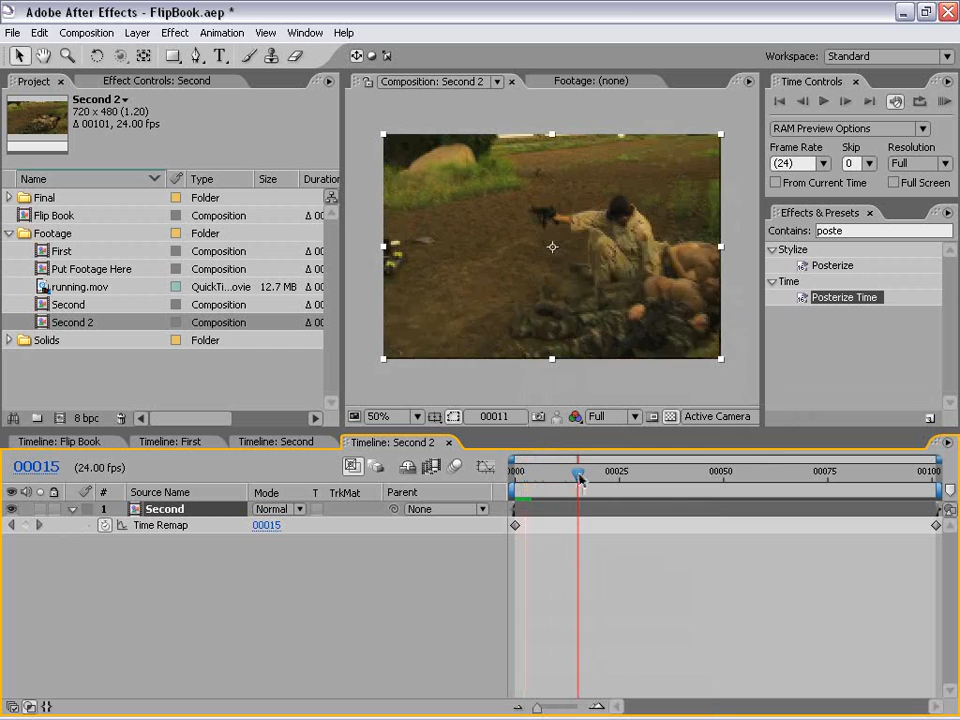 Adobe After Effects - FlipBook.aep *
File Edit Composition Layer Effect Animation View Window Help
Workspace: Standard
Project × Effect Controls: Second
Second 2▾
720 x 480 (1.20)
Δ 00101, 24.00 fps
Name Type Size Duratio
Final Folder
Flip Book Composition Δ 00
Footage Folder
First Composition Δ 00
Put Footage Here Composition Δ 00
running.mov QuickTi...ovie 12.7 MB Δ 00
Second Composition Δ 00
Second 2 Composition Δ 00
Solids Folder
8 bpc
Composition: Second 2 × Footage: (none)
50% 00011 Full Active Camera
Time Controls ×
RAM Preview Options
Frame Rate Skip Resolution
(24) 0 Full
From Current Time Full Screen
Effects & Presets ×
Contains: poste
Stylize
Posterize
Time
Posterize Time
Timeline: Flip Book Timeline: First Timeline: Second Timeline: Second 2 ×
00015 (24.00 fps)
0000 00025 00050 00075 00100
# Source Name Mode T TrkMat Parent
1 Second Normal None
Time Remap 00015